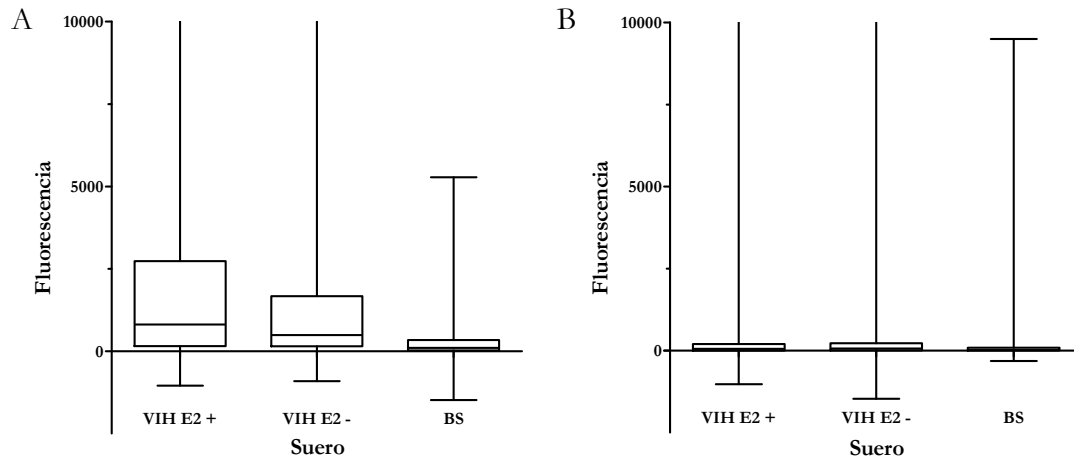 A
Fluorescencia
10000
5000
0
VIH E2 +
VIH E2 -
BS
Suero
B
Fluorescencia
10000
5000
0
VIH E2 +
VIH E2 -
BS
Suero